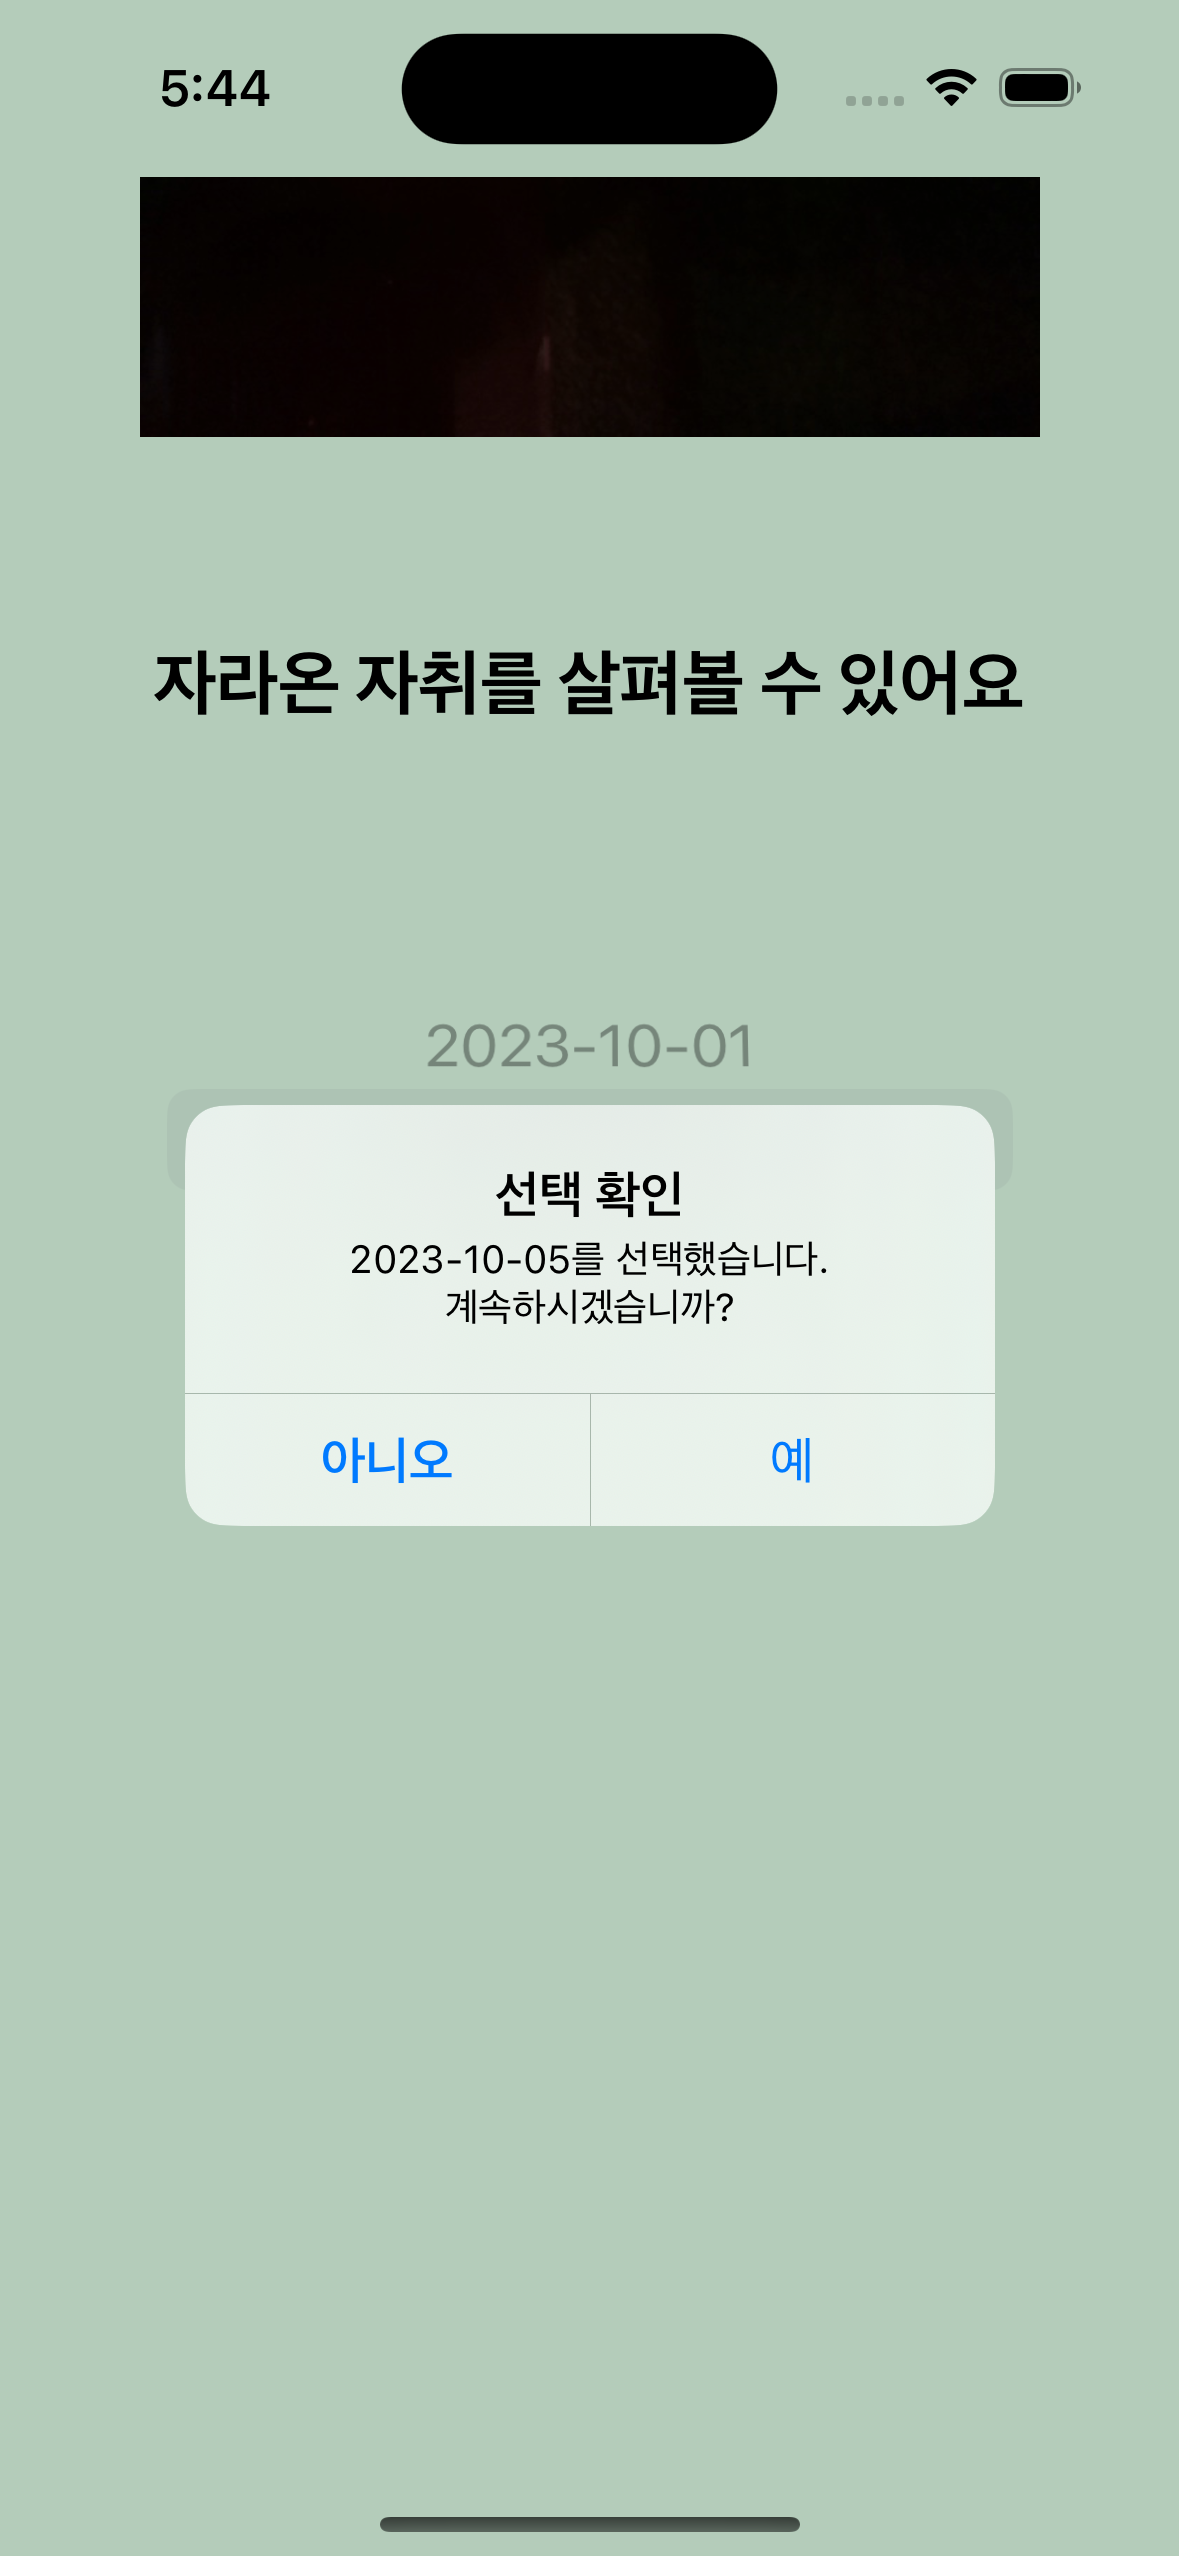 5:44
자라온 자취를 살펴볼 수 있어요
2023-10-01
선택 확인
2023-10-05를 선택했습니다.
계속하시겠습니까?
아니오
예